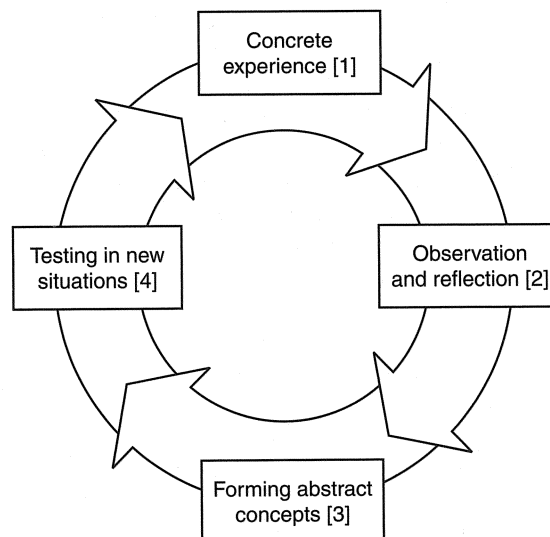 Concrete
experience [1]
Observation
and reflection [2]
Forming abstract
concepts [3]
Testing in new
situations [4]